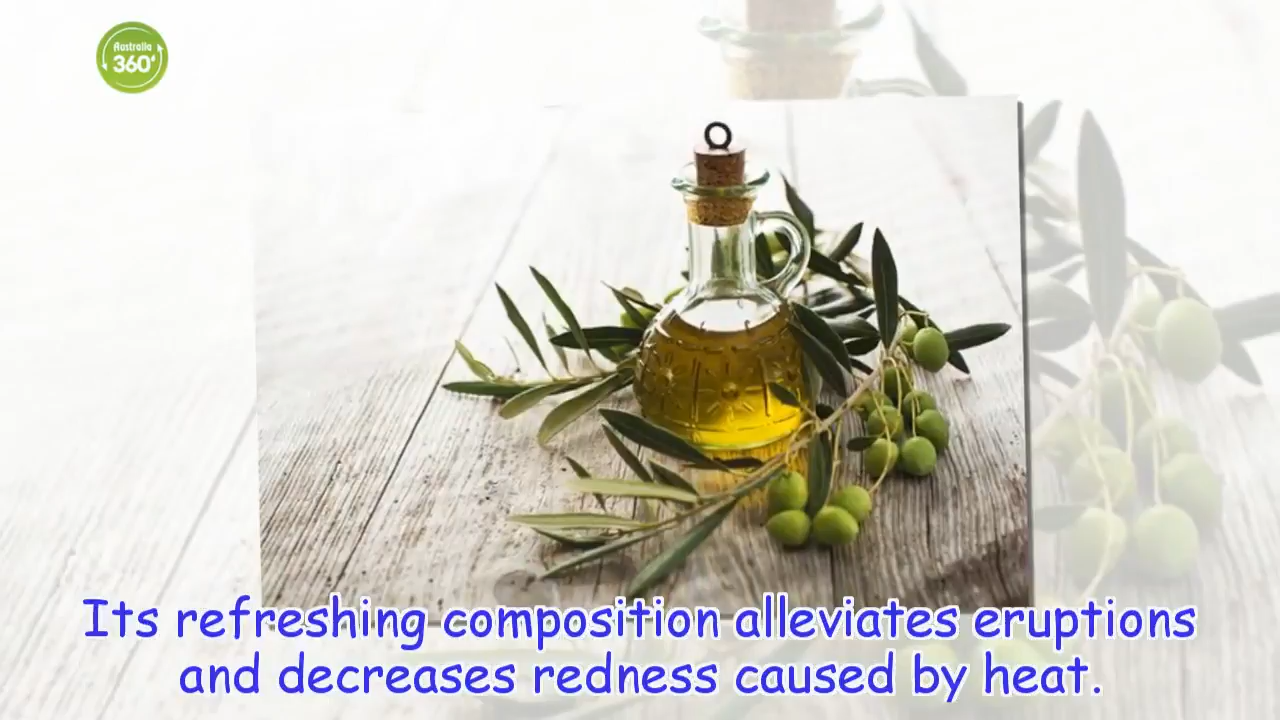 Australia
360°
Its refreshing composition alleviates eruptions
and decreases redness caused by heat.